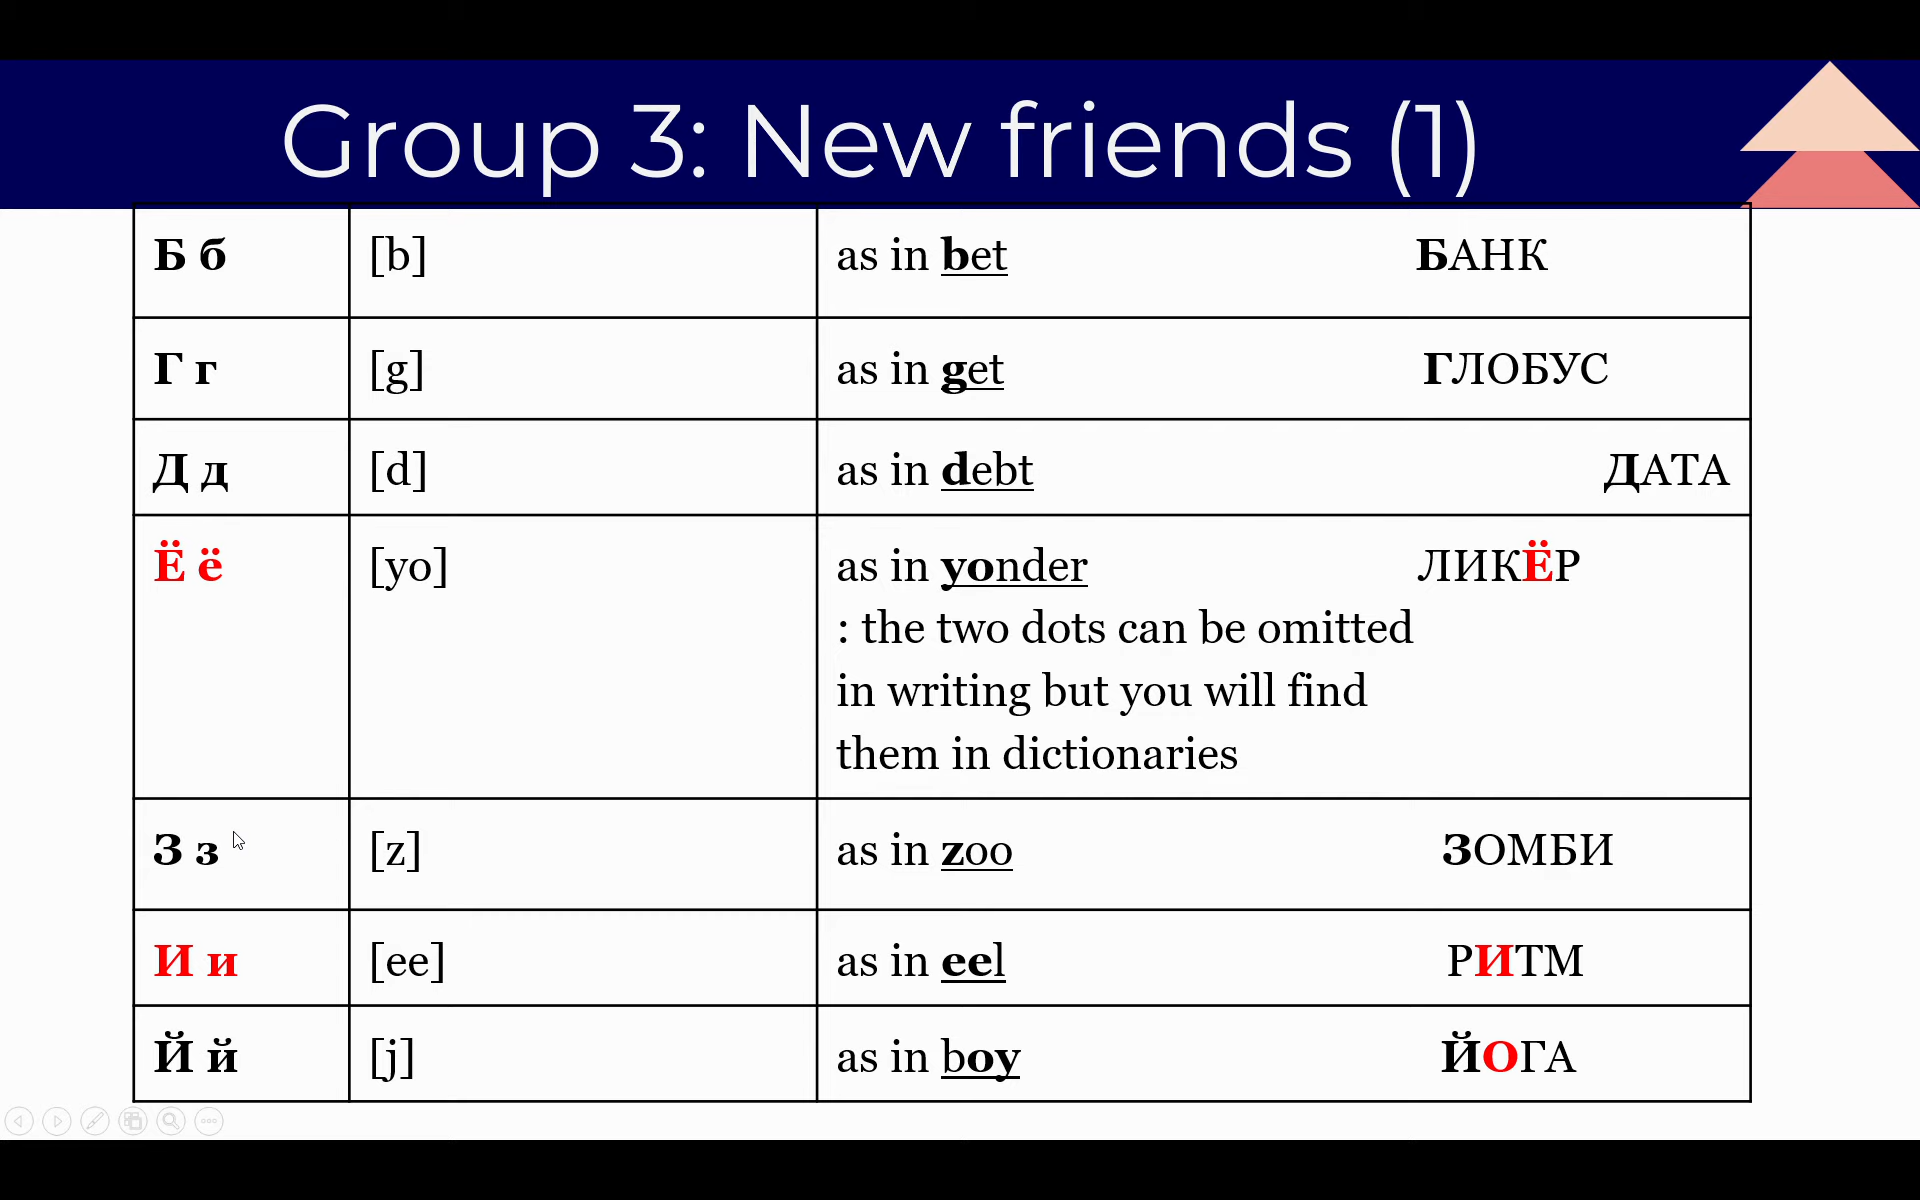 Group 3: New friends (1)
Б б [b] as in bet БАНК
Г г [g] as in get ГЛОБУС
Д д [d] as in debt ДАТА
Ё ё [yo] as in yonder ЛИКЁР
: the two dots can be omitted
in writing but you will find
them in dictionaries
З з [z] as in zoo ЗОМБИ
И и [ee] as in eel РИТМ
Й й [j] as in boy ЙОГА